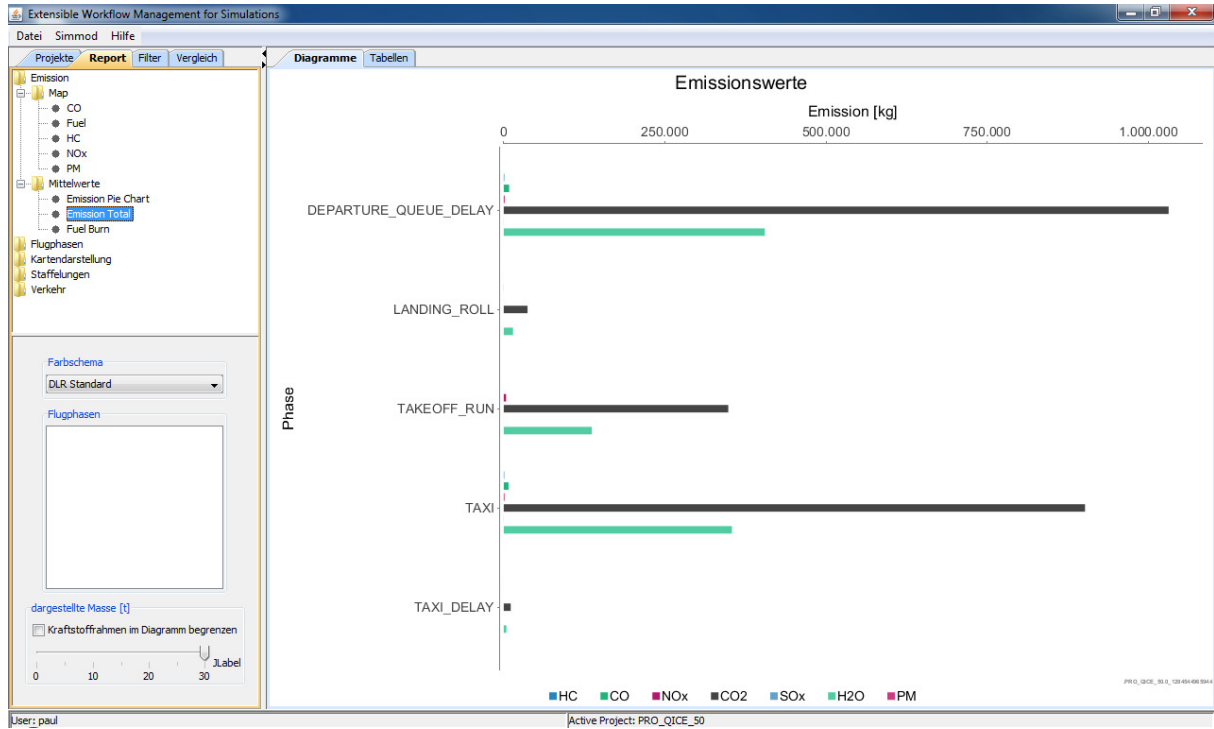 Extensible Workflow Management for Simulations
Datei Simmod Hilfe
Projekte Report Filter Vergleich
Emission
Map
CO
Fuel
HC
NOx
PM
Mittelwerte
Emission Pie Chart
Emission Total
Fuel Burn
Flugphasen
Kartendarstellung
Staffelungen
Verkehr
Farbschema
DLR Standard
Flugphasen
dargestellte Masse [t]
Kraftstoffrahmen im Diagramm begrenzen
JLabel
0 10 20 30
Diagramme Tabellen
Emissionswerte
Emission [kg]
0 250.000 500.000 750.000 1.000.000
Phase
DEPARTURE_QUEUE_DELAY
LANDING_ROLL
TAKEOFF_RUN
TAXI
TAXI_DELAY
HC CO NOx CO2 SOx H2O PM
User: paul
Active Project: PRO_QICE_50